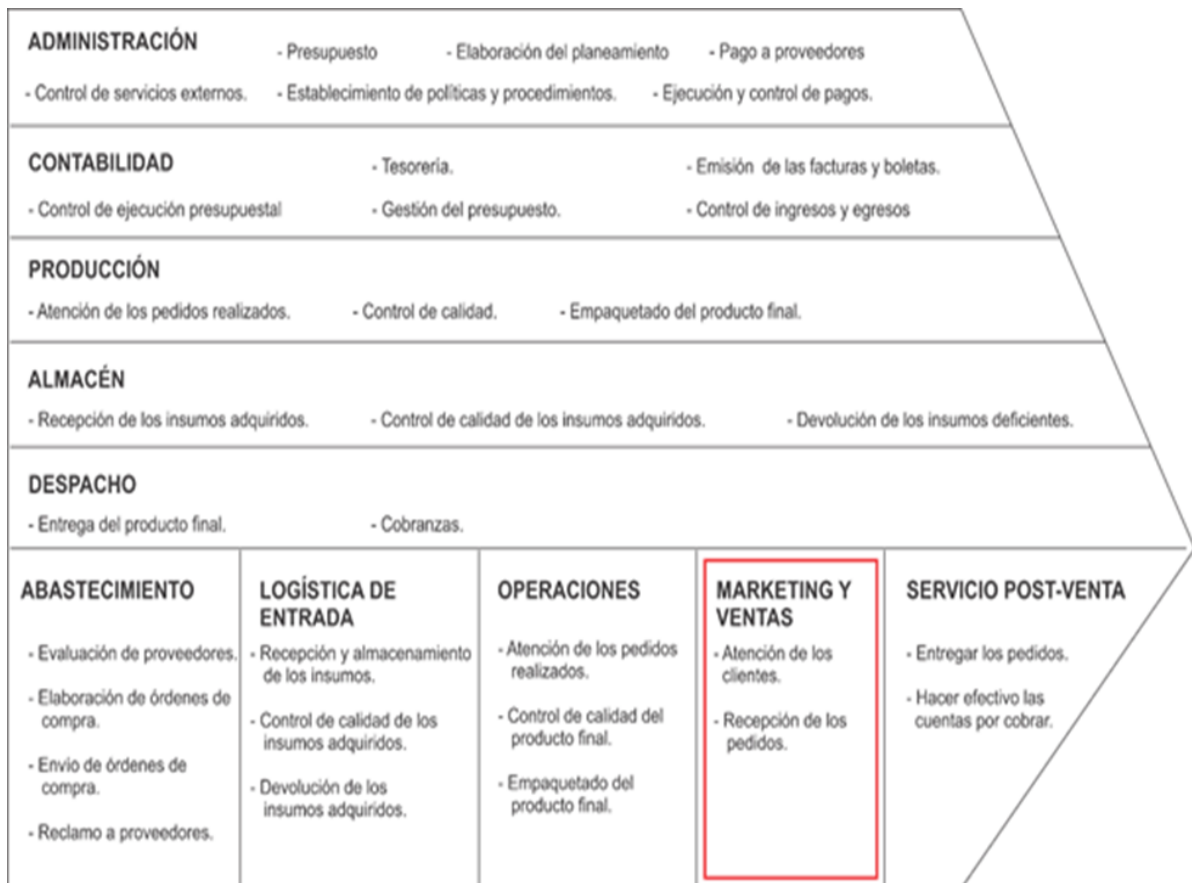 ADMINISTRACIÓN - Presupuesto - Elaboración del planeamiento - Pago a proveedores
- Control de servicios externos. - Establecimiento de políticas y procedimientos. - Ejecución y control de pagos.
CONTABILIDAD - Tesorería. - Emisión de las facturas y boletas.
- Control de ejecución presupuestal - Gestión del presupuesto. - Control de ingresos y egresos
PRODUCCIÓN
- Atención de los pedidos realizados. - Control de calidad. - Empaquetado del producto final.
ALMACÉN
- Recepción de los insumos adquiridos. - Control de calidad de los insumos adquiridos. - Devolución de los insumos deficientes.
DESPACHO
- Entrega del producto final. - Cobranzas.
ABASTECIMIENTO
- Evaluación de proveedores.
- Elaboración de órdenes de
compra.
- Envio de órdenes de
compra.
- Reclamo a proveedores.
LOGÍSTICA DE
ENTRADA
- Recepción y almacenamiento
de los insumos.
- Control de calidad de los
insumos adquiridos.
- Devolución de los
insumos adquiridos.
OPERACIONES
- Atención de los pedidos
realizados.
- Control de calidad del
producto final.
- Empaquetado del
producto final.
MARKETING Y
VENTAS
- Atención de los
clientes.
- Recepción de los
pedidos.
SERVICIO POST-VENTA
- Entregar los pedidos.
- Hacer efectivo las
cuentas por cobrar.